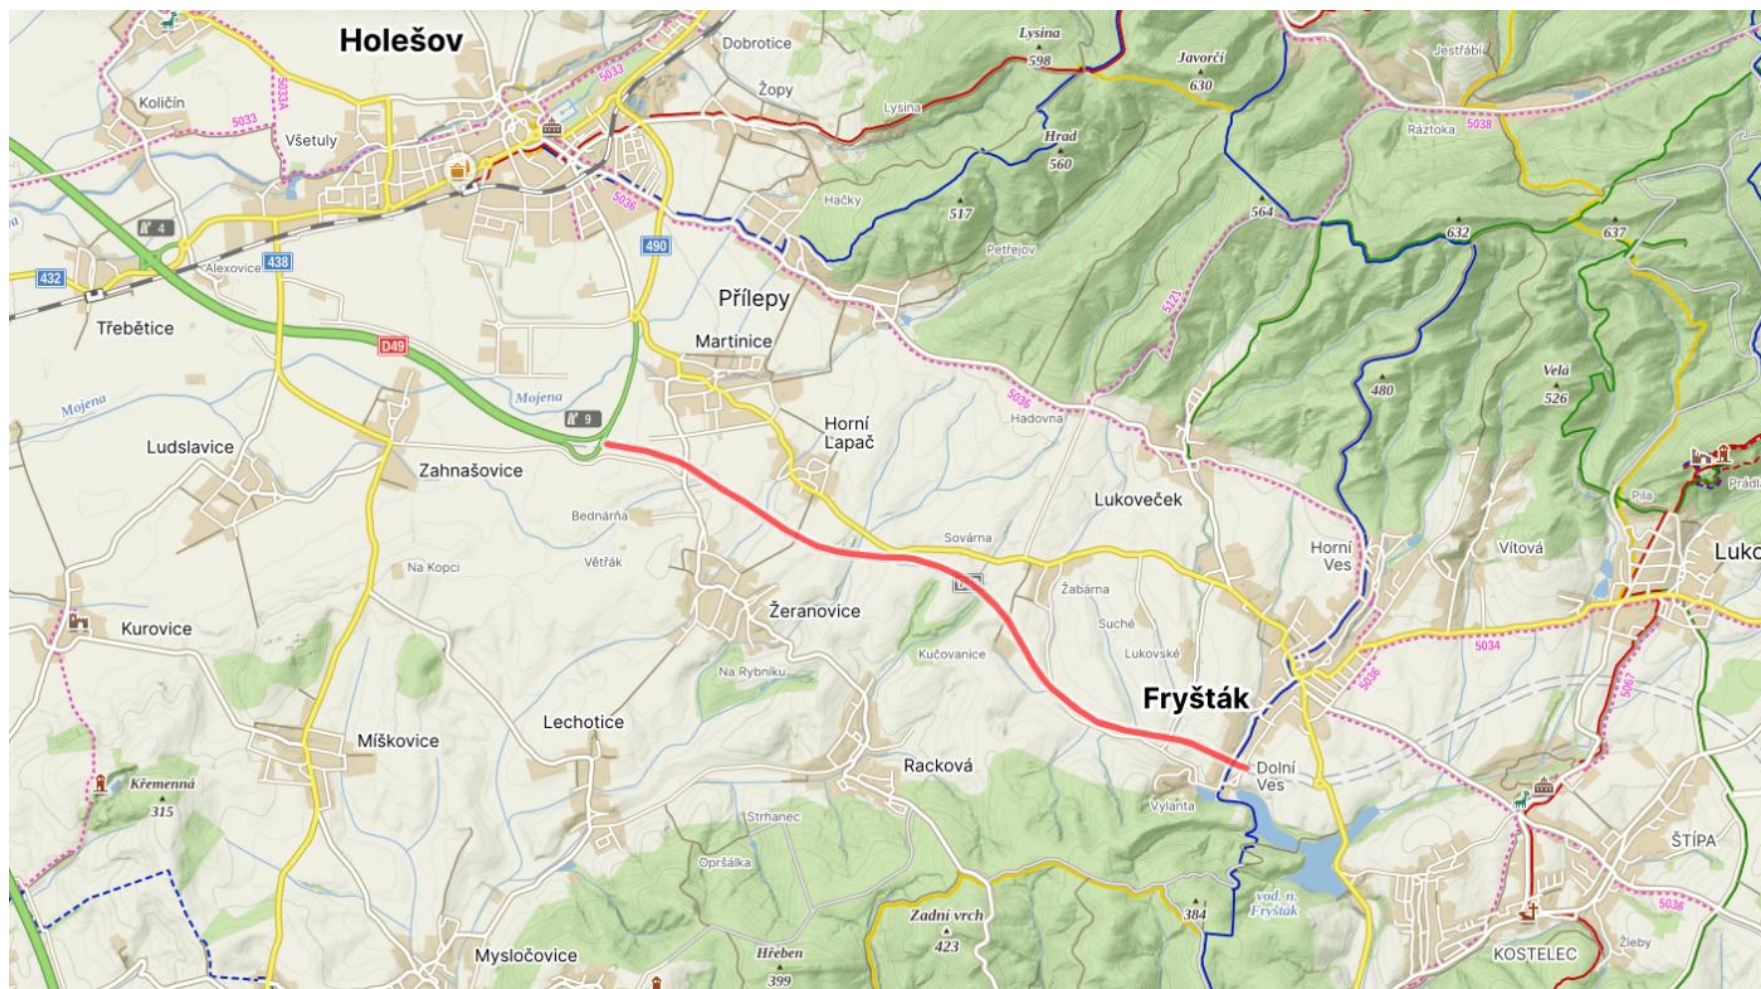 Holešov
Dobrotice
Lysina
598
Javorčí
630
Jestřábí
Količín
5033A
5033
5033
Žopy
Lysina
Všetuly
Hrad
560
Ráztoka
5038
5036
Hačky
517
564
632
637
4
438
490
Petřejov
432
Alexovice
Přílepy
5121
Třebětice
D49
Martinice
Mojena
Mojena
9
5036
Hadovna
480
Velá
526
Ludslavice
Horní
Lapač
Zahnašovice
Lukoveček
Pila
Bednárňa
Sovárna
Horní
Ves
Vítová
Větřák
Na Kopci
Žabárna
Žeranovice
Kurovice
Suché
Kučovanice
Lukovské
5034
Na Rybníku
5036
5067
Fryšták
Lechotice
Míškovice
Racková
Dolní
Ves
Křemenná
315
Vylanta
Strhanec
ŠTÍPA
Opršálka
vod. n.
Fryšták
384
5036
Zadní vrch
423
Mysločovice
Hřeben
399
KOSTELEC
Žleby